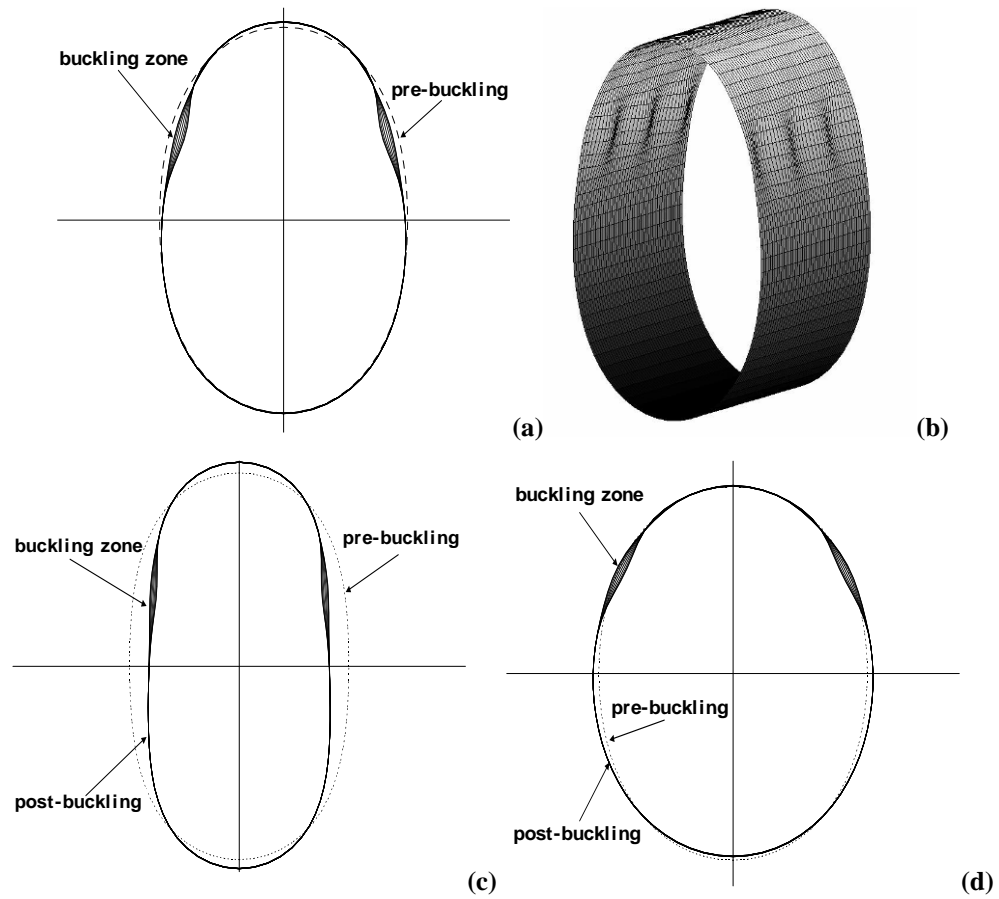 buckling zone
pre-buckling
(a)
(b)
buckling zone
pre-buckling
post-buckling
(c)
buckling zone
pre-buckling
post-buckling
(d)